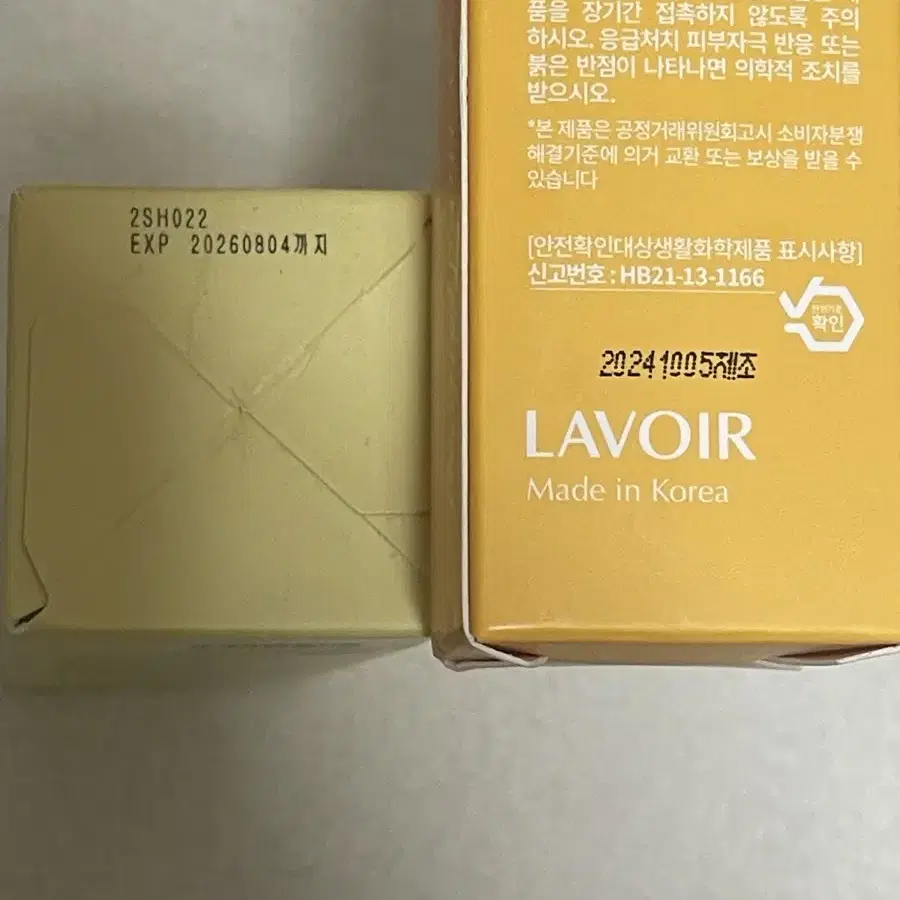 2SH022
EXP 20260804까지
품을 장기간 접촉하지 않도록 주의
하시오. 응급처치 피부자극 반응 또는
붉은 반점이 나타나면 의학적 조치를
받으시오.
*본 제품은 공정거래위원회고시 소비자분쟁
해결기준에 의거 교환 또는 보상을 받을 수
있습니다
[안전확인대상생활화학제품 표시사항]
신고번호 : HB21-13-1166
확인
20241005제조
LAVOIR
Made in Korea